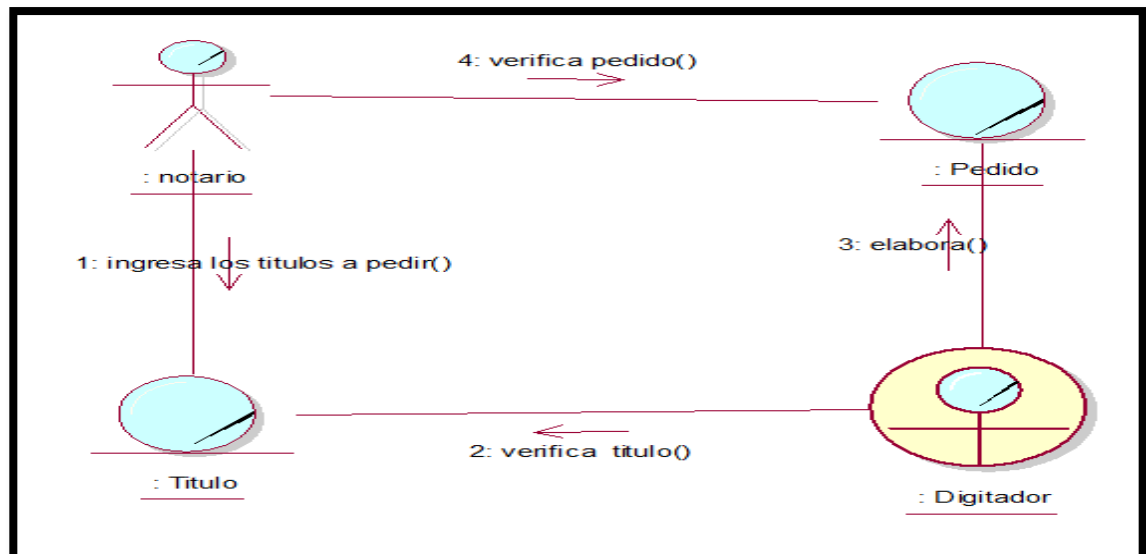 4: verifica pedido()
: notario
: Pedido
3: elabora()
1: ingresa los titulos a pedir()
2: verifica titulo()
: Titulo
: Digitador